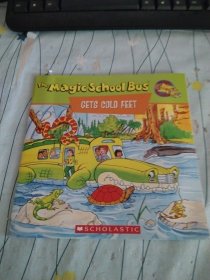 The Magic School Bus
GETS COLD FEET
SCHOLASTIC